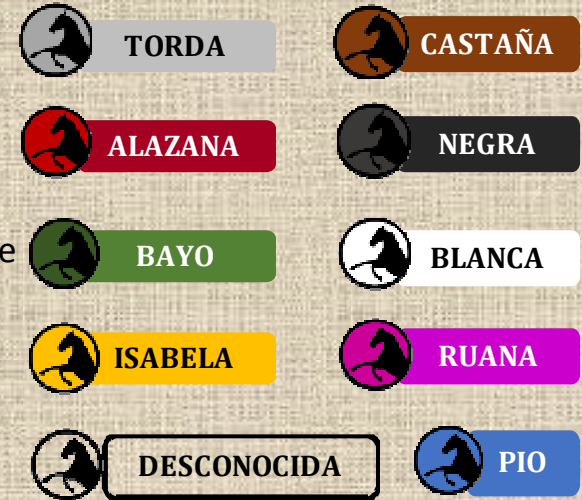 TORDA
CASTAÑA
ALAZANA
NEGRA
e
BAYO
BLANCA
ISABELA
RUANA
DESCONOCIDA
PIO